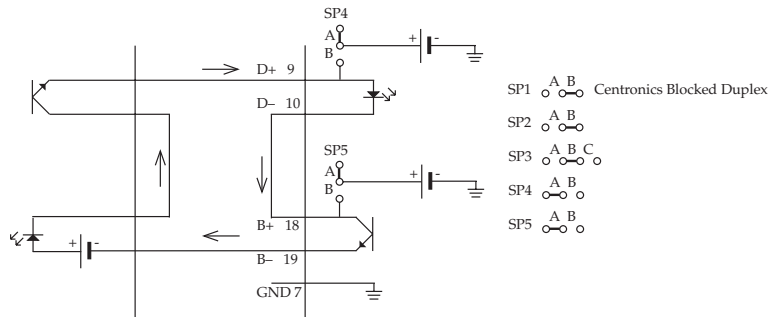 SP4
A
B
+ -
D+ 9
D– 10
SP5
A
B
+ -
B+ 18
B– 19
+ -
GND 7
SP1 A B Centronics Blocked Duplex
SP2 A B
SP3 A B C
SP4 A B
SP5 A B